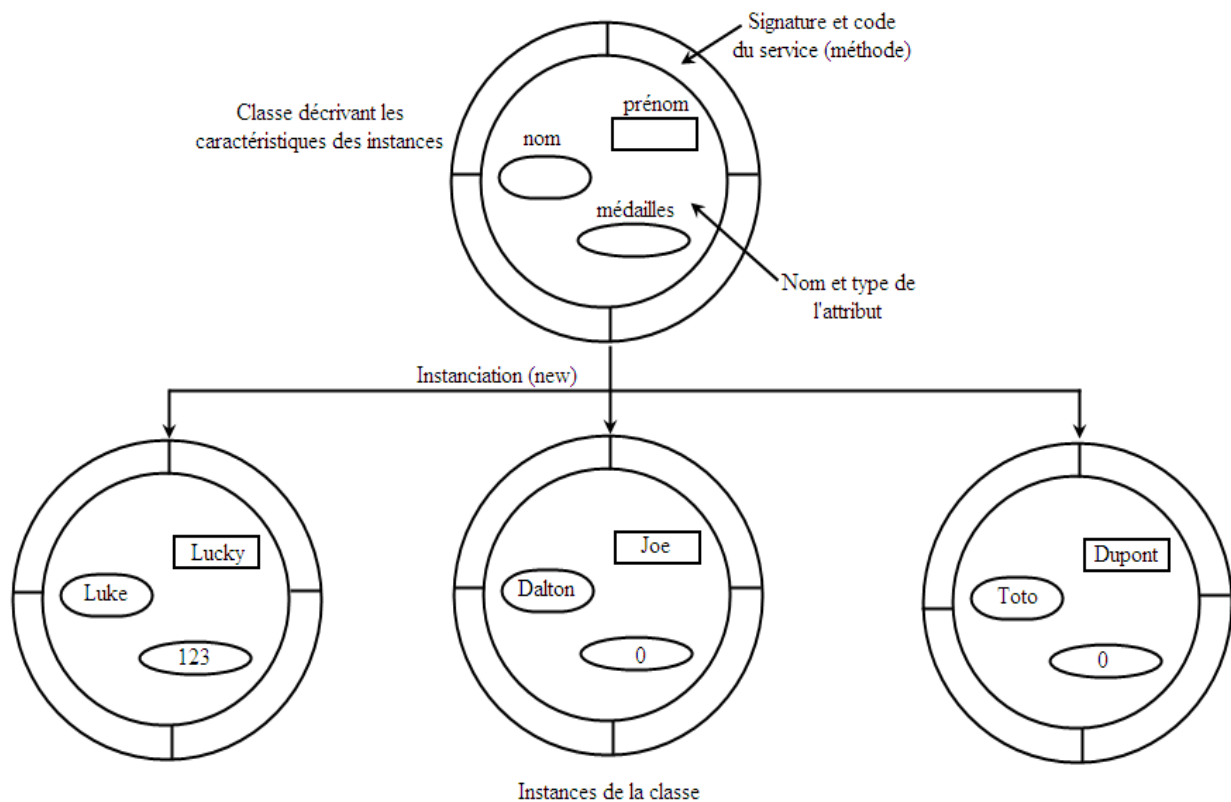 Signature et code
du service (méthode)
Classe décrivant les
caractéristiques des instances
prénom
nom
médailles
Nom et type de
l'attribut
Instanciation (new)
Lucky
Luke
123
Joe
Dalton
0
Dupont
Toto
0
Instances de la classe